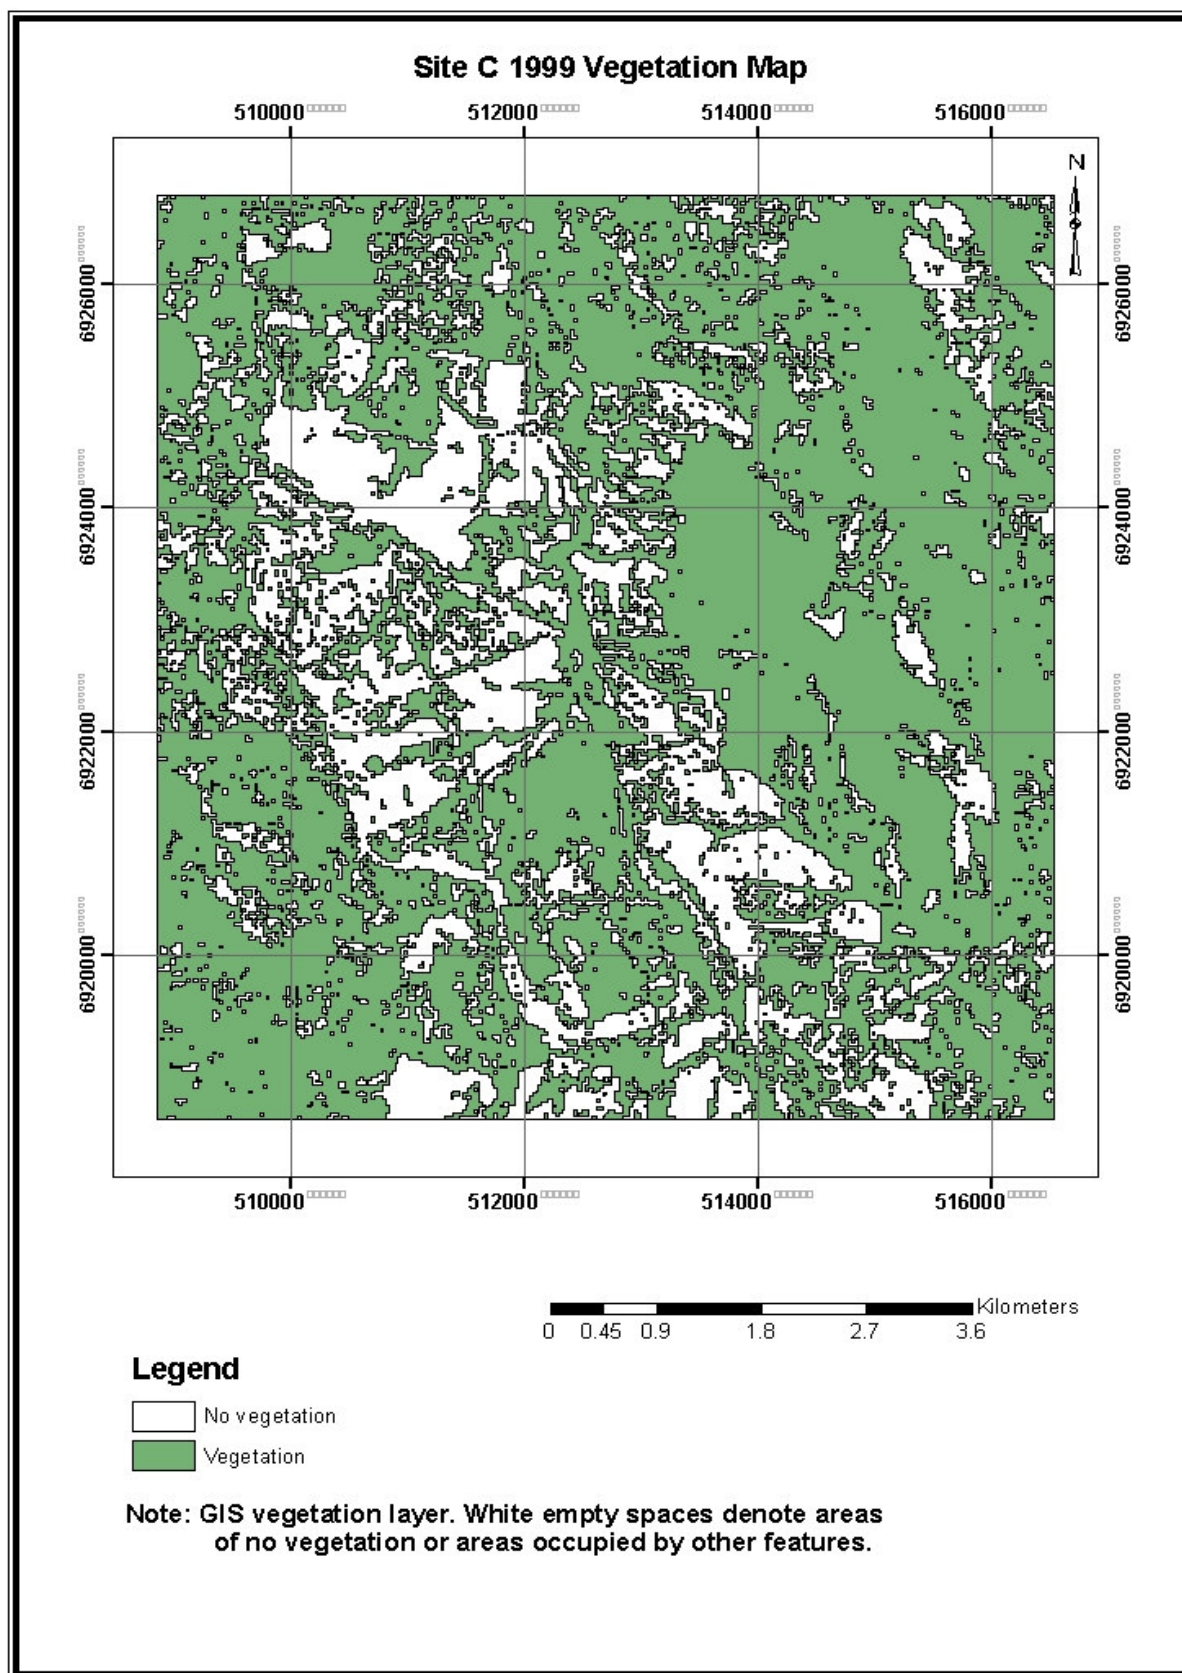 Site C 1999 Vegetation Map
510000 512000 514000 516000
N
6926000 6926000
6924000 6924000
6922000 6922000
6920000 6920000
510000 512000 514000 516000
Kilometers
0 0.45 0.9 1.8 2.7 3.6
Legend
No vegetation
Vegetation
Note: GIS vegetation layer. White empty spaces denote areas
of no vegetation or areas occupied by other features.